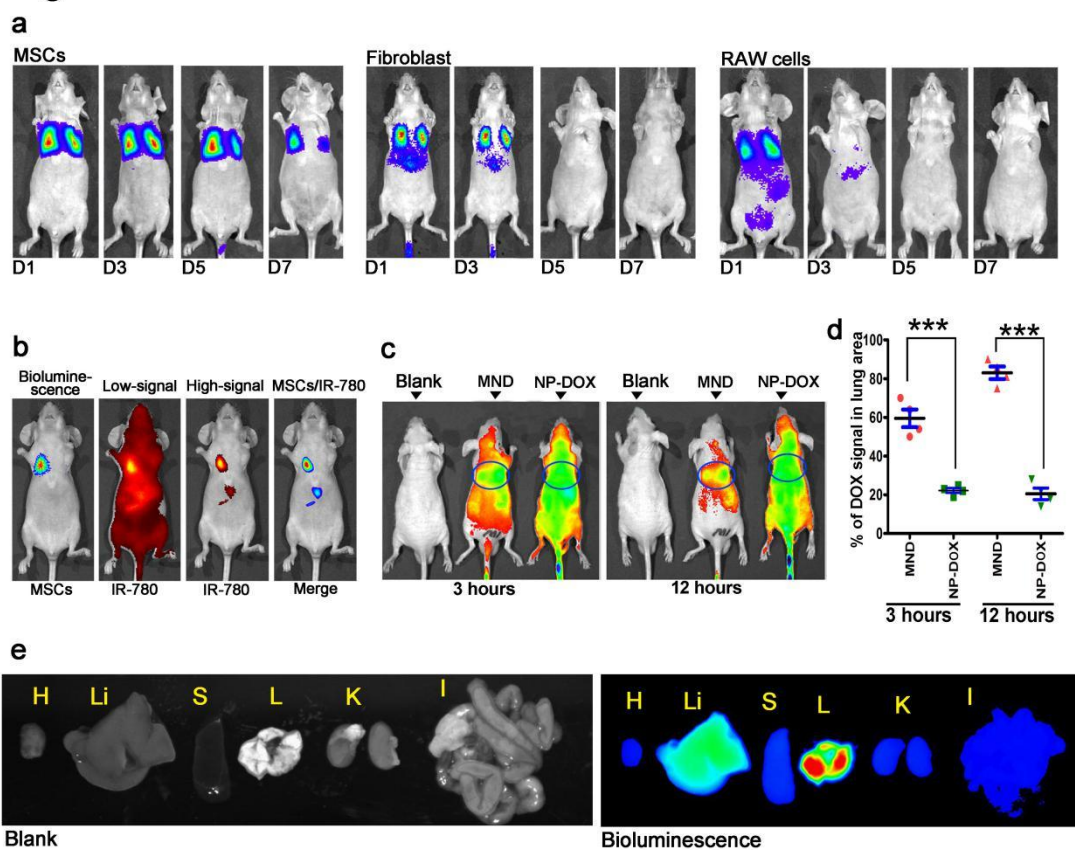 a
MSCs
Fibroblast
RAW cells
D1 D3 D5 D7
D1 D3 D5 D7
D1 D3 D5 D7
b
Biolumine-
scence
Low-signal
High-signal
MSCs/IR-780
MSCs
IR-780
IR-780
Merge
c
Blank MND NP-DOX
Blank MND NP-DOX
3 hours
12 hours
d
% of DOX signal in lung area
100
80
60
40
20
0
***
***
MND NP-DOX MND NP-DOX
3 hours 12 hours
e
H Li S L K I
Blank
H Li S L K I
Bioluminescence